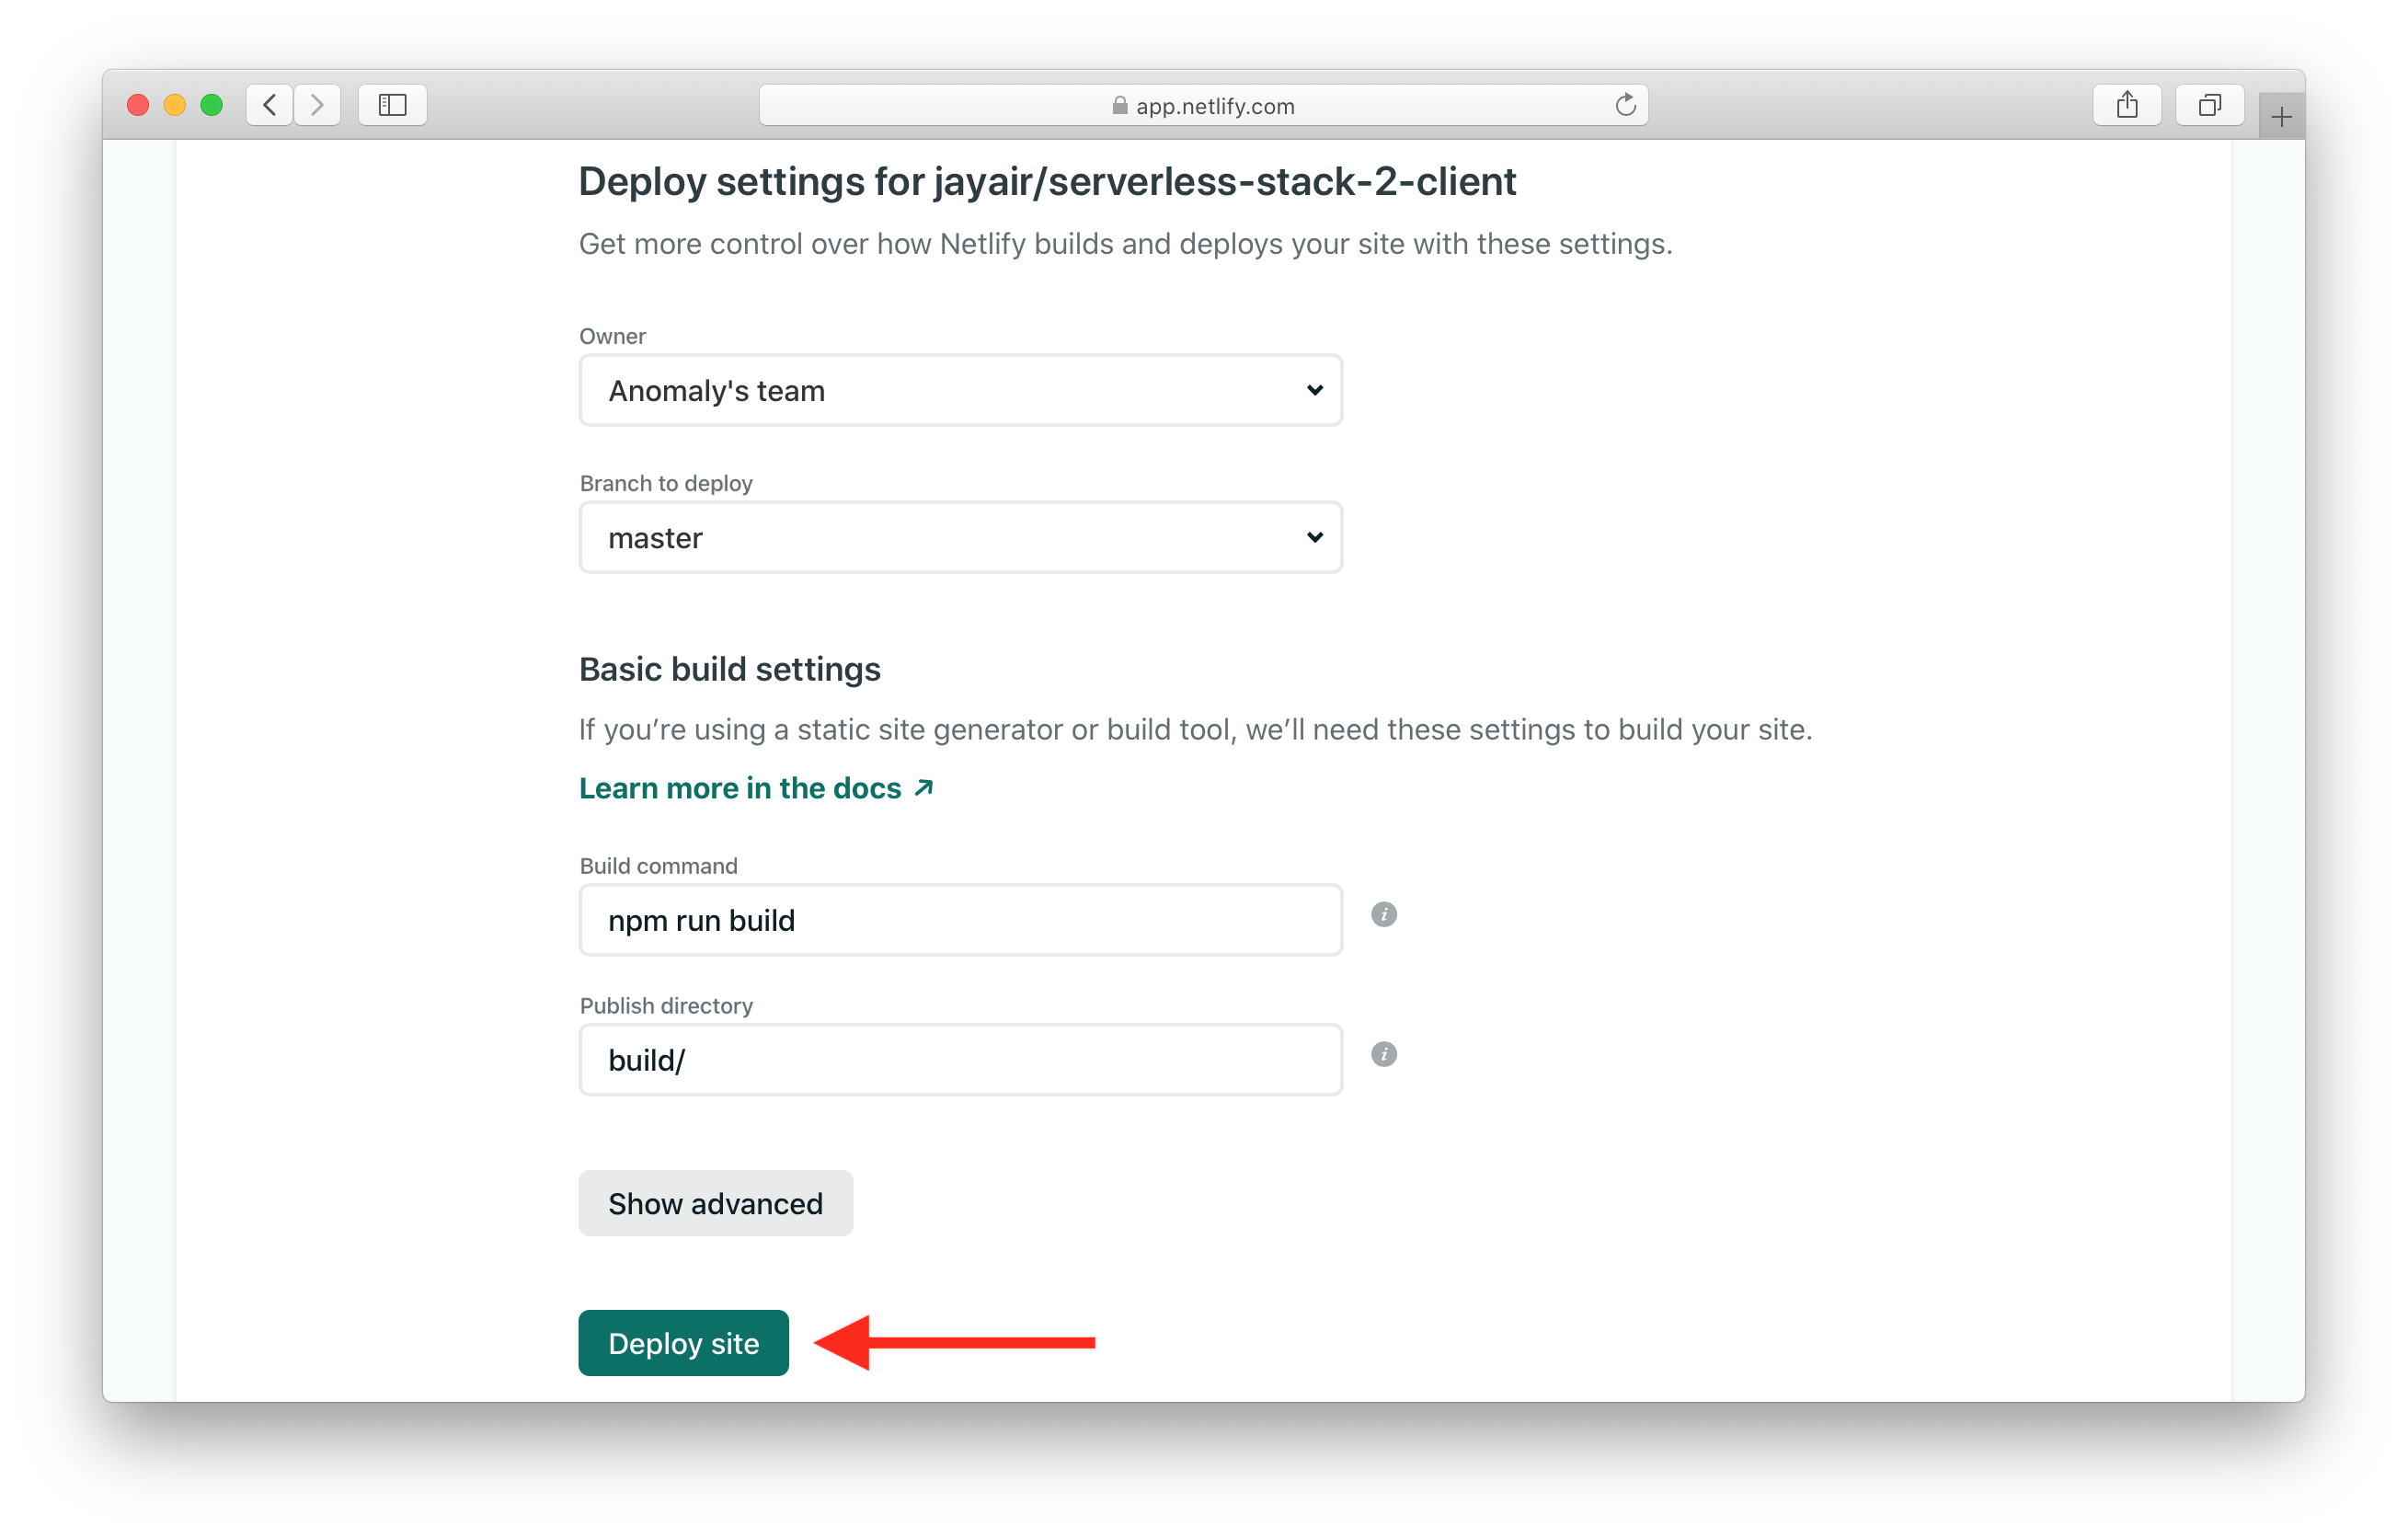 app.netlify.com
Deploy settings for jayair/serverless-stack-2-client
Get more control over how Netlify builds and deploys your site with these settings.
Owner
Anomaly's team
Branch to deploy
master
Basic build settings
If you’re using a static site generator or build tool, we’ll need these settings to build your site.
Learn more in the docs ↗
Build command
npm run build
Publish directory
build/
Show advanced
Deploy site